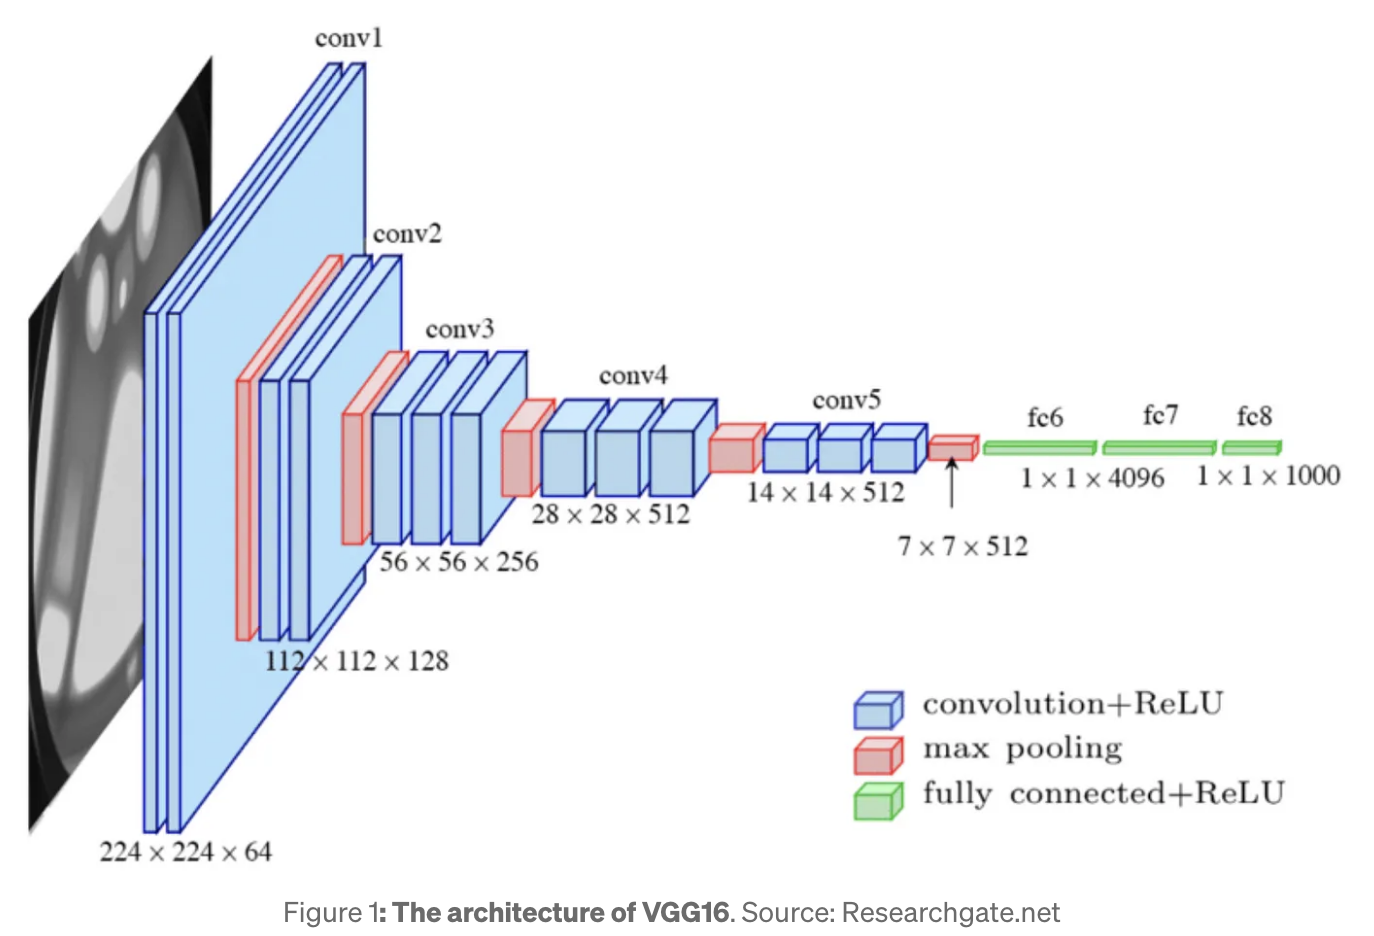 conv1
conv2
conv3
conv4
conv5
fc6
fc7
fc8
1 × 1 × 4096
1 × 1 × 1000
14 × 14 × 512
28 × 28 × 512
7 × 7 × 512
56 × 56 × 256
112 × 112 × 128
224 × 224 × 64
convolution+ReLU
max pooling
fully connected+ReLU
Figure 1: The architecture of VGG16. Source: Researchgate.net